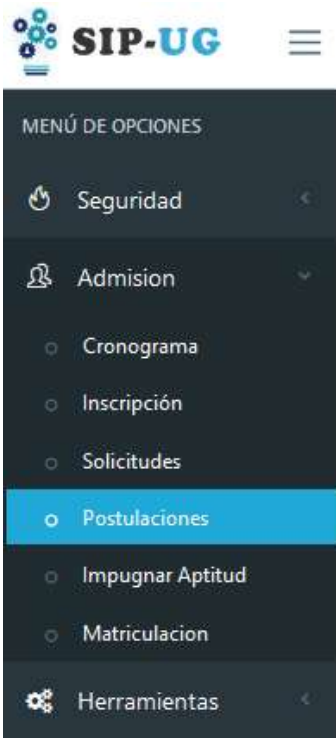 SIP-UG
MENÚ DE OPCIONES
Seguridad
Admision
Cronograma
Inscripción
Solicitudes
Postulaciones
Impugnar Aptitud
Matriculacion
Herramientas